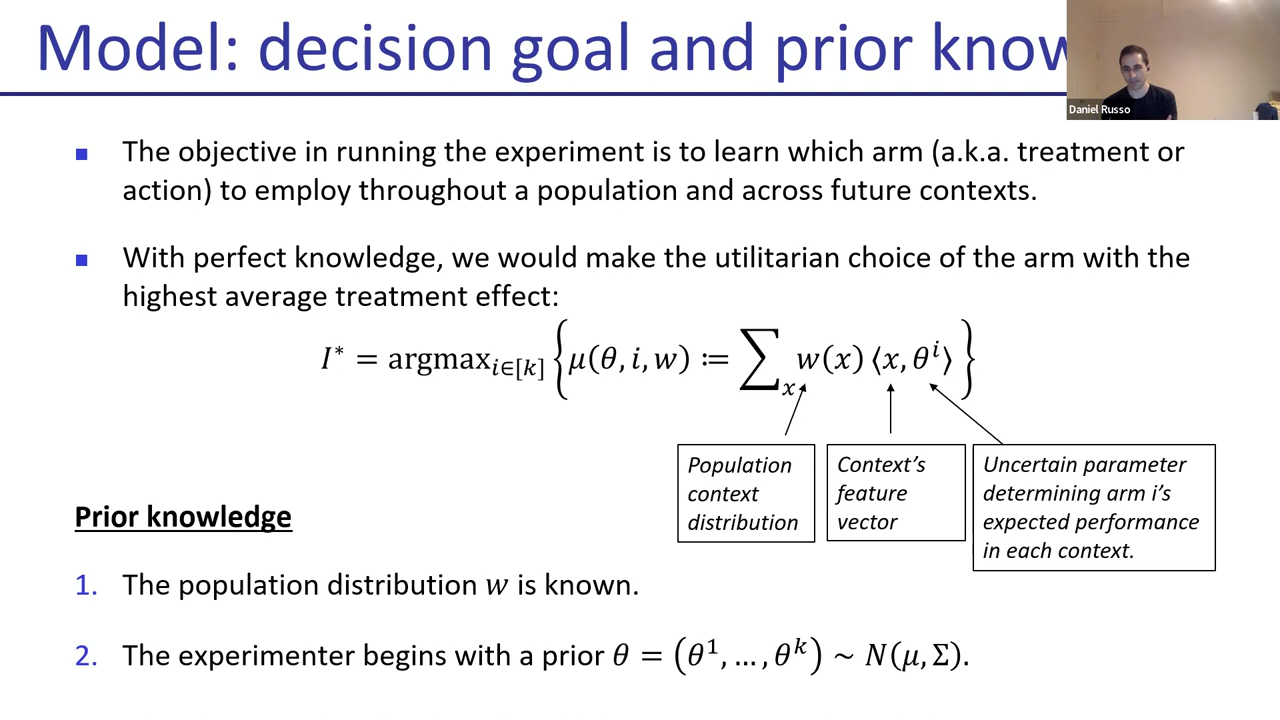 Model: decision goal and prior know
Daniel Russo
▪ The objective in running the experiment is to learn which arm (a.k.a. treatment or
action) to employ throughout a population and across future contexts.
▪ With perfect knowledge, we would make the utilitarian choice of the arm with the
highest average treatment effect:
I* = argmax_{i∈[k]} {μ(θ, i, w) ≔ ∑_x w(x) ⟨x, θ^i⟩}
Population
context
distribution
Context's
feature
vector
Uncertain parameter
determining arm i's
expected performance
in each context.
Prior knowledge
1. The population distribution w is known.
2. The experimenter begins with a prior θ = (θ^1, …, θ^k) ~ N(μ, Σ).